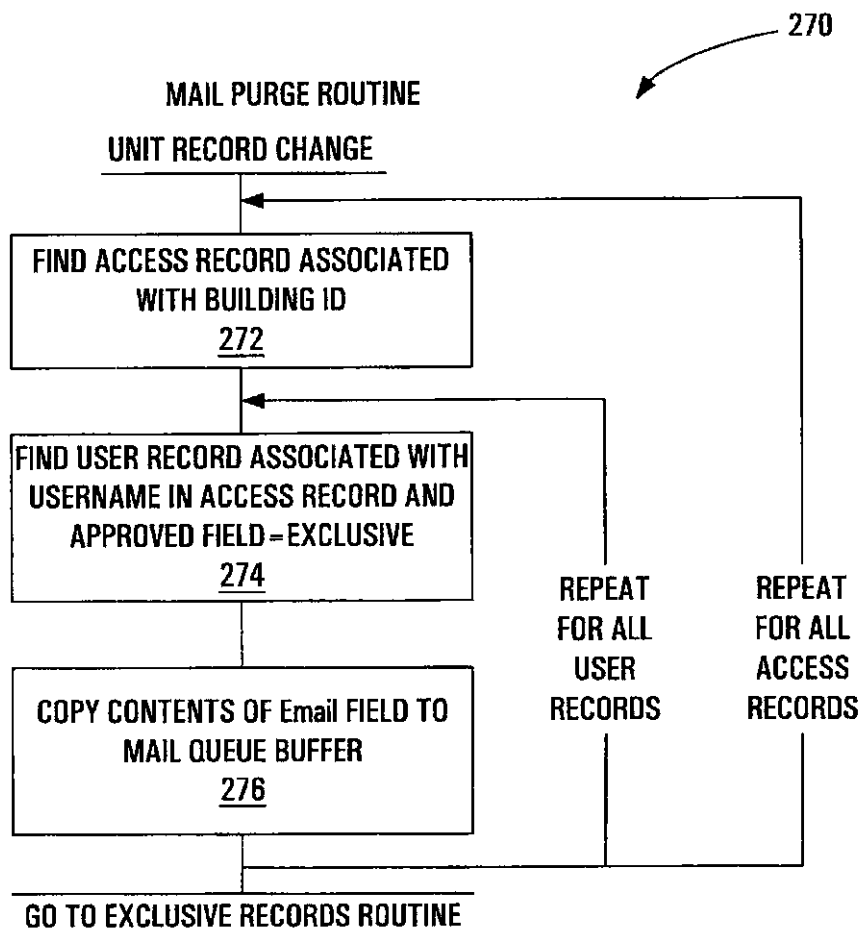 270
MAIL PURGE ROUTINE
UNIT RECORD CHANGE
FIND ACCESS RECORD ASSOCIATED
WITH BUILDING ID
272
FIND USER RECORD ASSOCIATED WITH
USERNAME IN ACCESS RECORD AND
APPROVED FIELD=EXCLUSIVE
274
REPEAT
FOR ALL
USER
RECORDS
REPEAT
FOR ALL
ACCESS
RECORDS
COPY CONTENTS OF Email FIELD TO
MAIL QUEUE BUFFER
276
GO TO EXCLUSIVE RECORDS ROUTINE